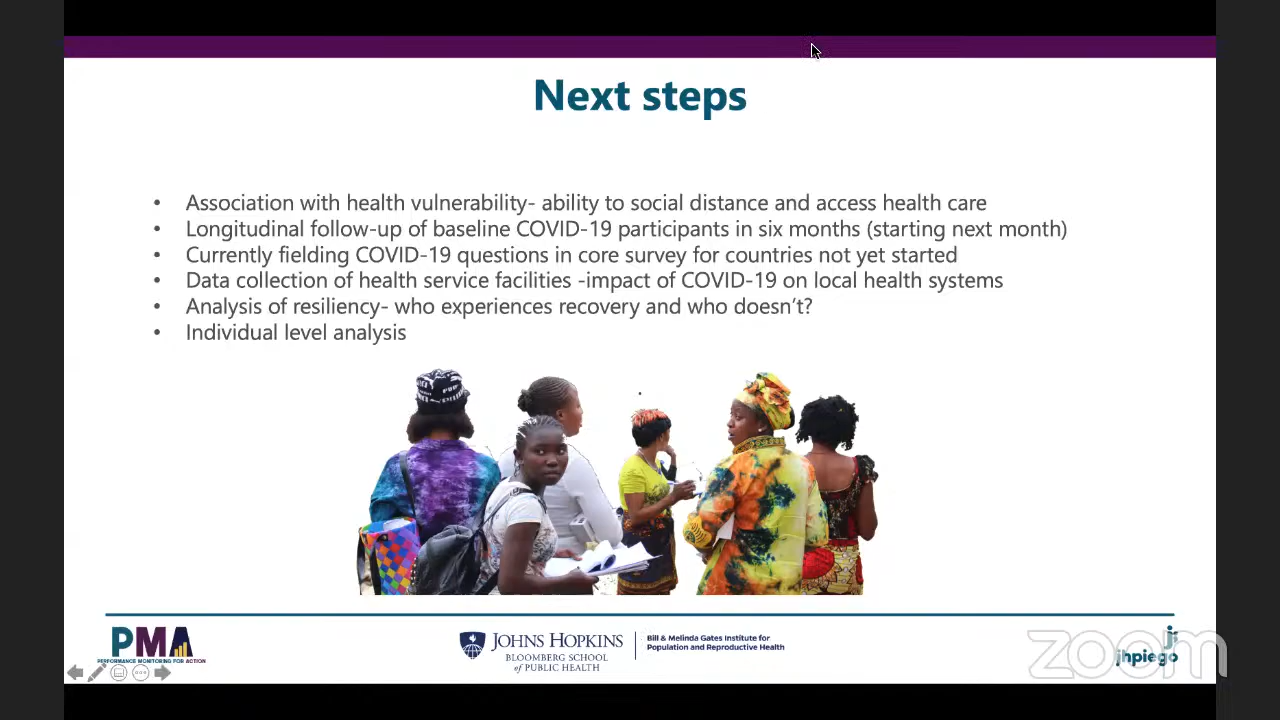 Next steps
• Association with health vulnerability- ability to social distance and access health care
• Longitudinal follow-up of baseline COVID-19 participants in six months (starting next month)
• Currently fielding COVID-19 questions in core survey for countries not yet started
• Data collection of health service facilities -impact of COVID-19 on local health systems
• Analysis of resiliency- who experiences recovery and who doesn't?
• Individual level analysis
PMA
PERFORMANCE MONITORING FOR ACTION
JOHNS HOPKINS
BLOOMBERG SCHOOL
of PUBLIC HEALTH
Bill & Melinda Gates Institute for
Population and Reproductive Health
jhpiego
zoom